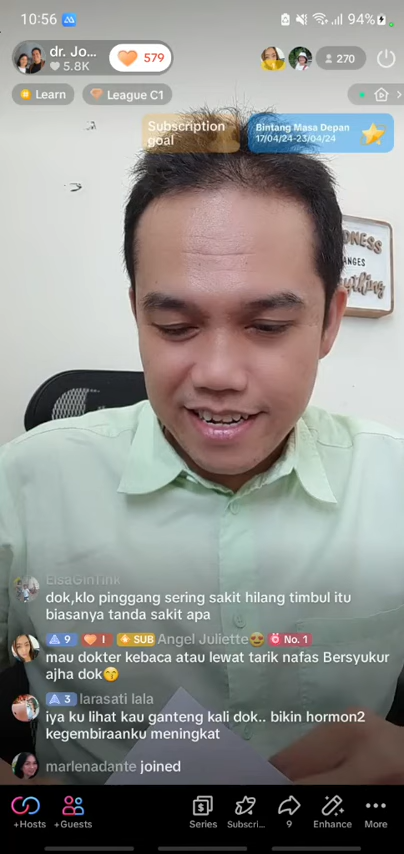 10:56
94%
dr. Jo...
5.8K
579
270
Learn
League C1
Subscription
goal
Bintang Masa Depan
17/04/24-23/04/24
ANGES
ElsaGinTink
dok,klo pinggang sering sakit hilang timbul itu
biasanya tanda sakit apa
9 I SUB Angel Juliette😍 No. 1
mau dokter kebaca atau lewat tarik nafas Bersyukur
ajha dok😙
3 larasati lala
iya ku lihat kau ganteng kali dok.. bikin hormon2
kegembiraanku meningkat
marlenadante joined
+Hosts
+Guests
Series
Subscri...
9
Enhance
More